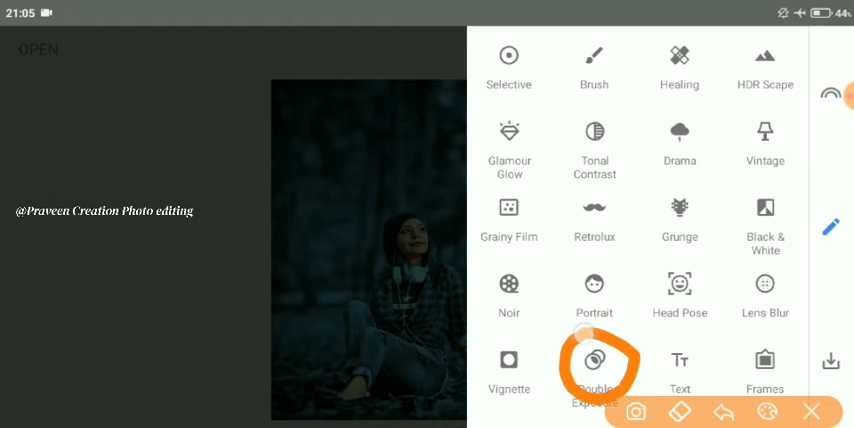 21:05
44%
OPEN
Selective
Brush
Healing
HDR Scape
Glamour
Glow
Tonal
Contrast
Drama
Vintage
@Praveen Creation Photo editing
Grainy Film
Retrolux
Grunge
Black &
White
Noir
Portrait
Head Pose
Lens Blur
Vignette
Double
Exposure
Text
Frames